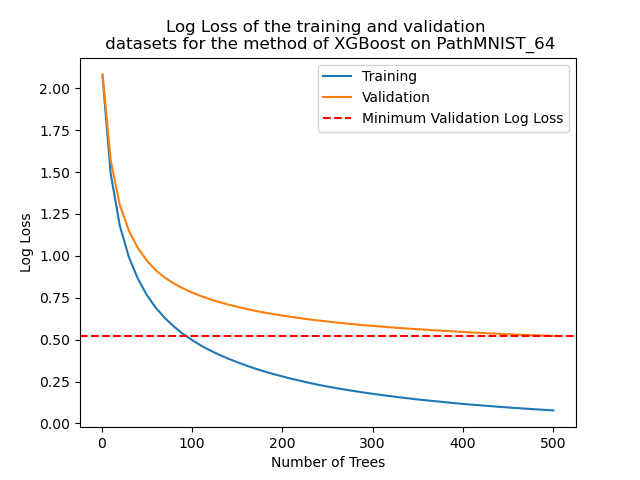 Log Loss of the training and validation
datasets for the method of XGBoost on PathMNIST_64
Training
Validation
Minimum Validation Log Loss
Log Loss
2.00
1.75
1.50
1.25
1.00
0.75
0.50
0.25
0.00
0
100
200
300
400
500
Number of Trees